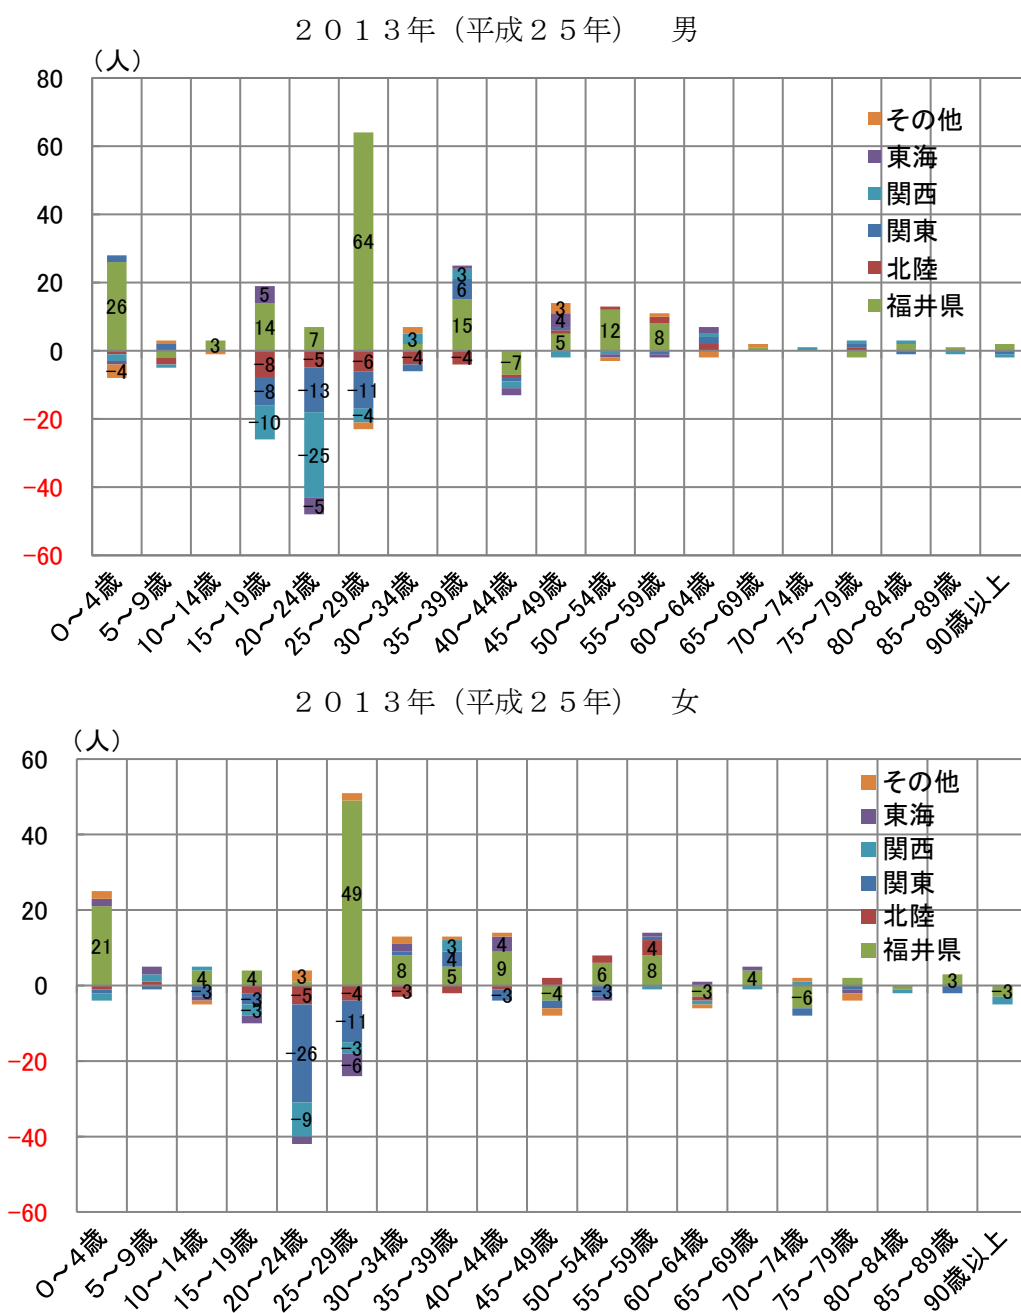 ２０１３年（平成２５年）　男
（人）
80
60
40
20
0
−20
−40
−60
その他
東海
関西
関東
北陸
福井県
26
−4
3
5
14
−8
−8
−10
7
−5
−13
−25
−5
64
−6
−11
−4
3
−4
3
6
15
−4
−7
3
4
5
12
8
0～4歳
5～9歳
10～14歳
15～19歳
20～24歳
25～29歳
30～34歳
35～39歳
40～44歳
45～49歳
50～54歳
55～59歳
60～64歳
65～69歳
70～74歳
75～79歳
80～84歳
85～89歳
90歳以上
２０１３年（平成２５年）　女
（人）
60
40
20
0
−20
−40
−60
その他
東海
関西
関東
北陸
福井県
21
4
−3
4
−3
−3
3
−5
−26
−9
49
−4
−11
−3
−6
8
−3
3
4
5
4
9
−3
−4
6
−3
4
8
−3
4
−6
3
−3
0～4歳
5～9歳
10～14歳
15～19歳
20～24歳
25～29歳
30～34歳
35～39歳
40～44歳
45～49歳
50～54歳
55～59歳
60～64歳
65～69歳
70～74歳
75～79歳
80～84歳
85～89歳
90歳以上